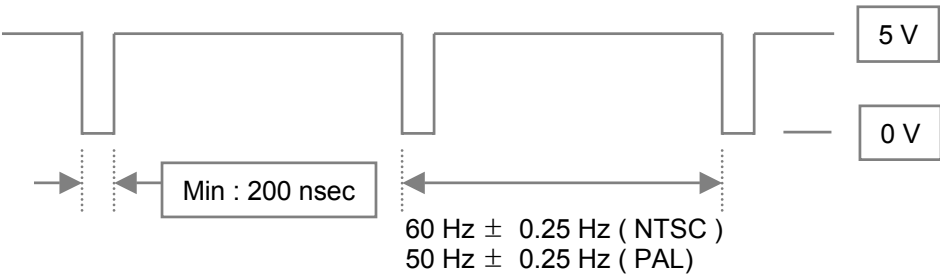 5 V
0 V
Min : 200 nsec
60 Hz ± 0.25 Hz ( NTSC )
50 Hz ± 0.25 Hz ( PAL)